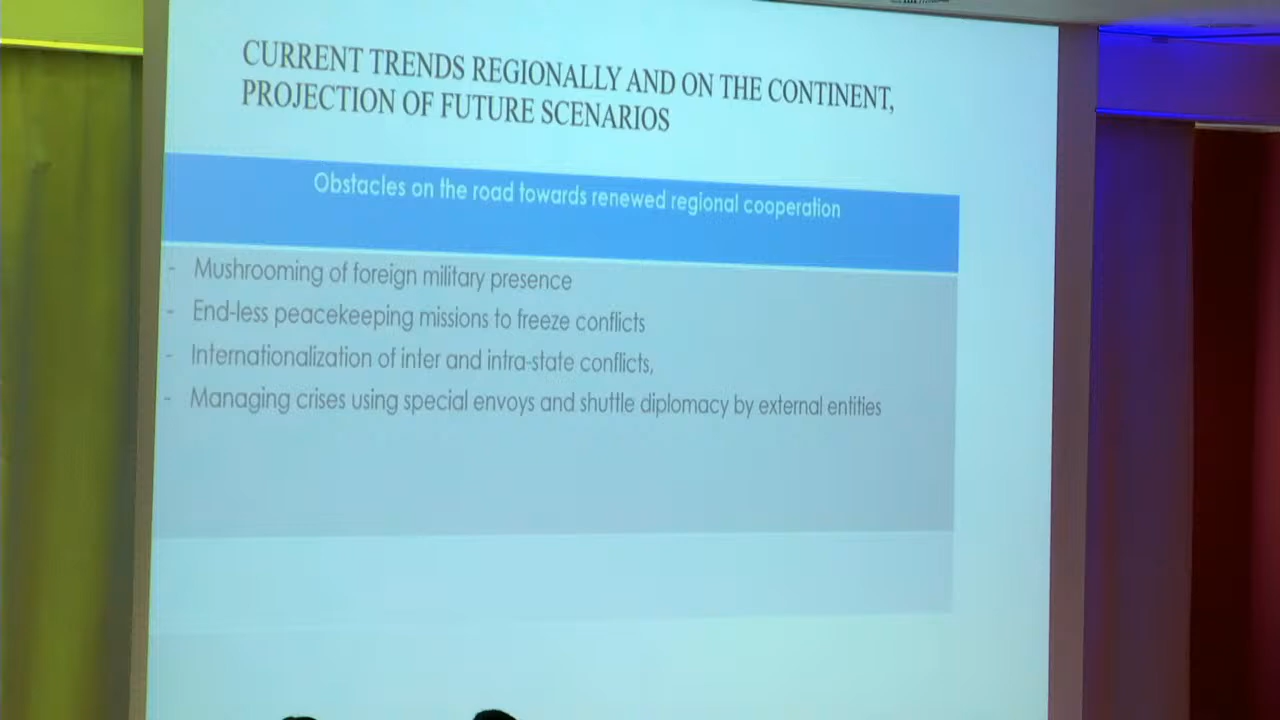 CURRENT TRENDS REGIONALLY AND ON THE CONTINENT,
PROJECTION OF FUTURE SCENARIOS
Obstacles on the road towards renewed regional cooperation
- Mushrooming of foreign military presence
- End-less peacekeeping missions to freeze conflicts
- Internationalization of inter and intra-state conflicts,
- Managing crises using special envoys and shuttle diplomacy by external entities